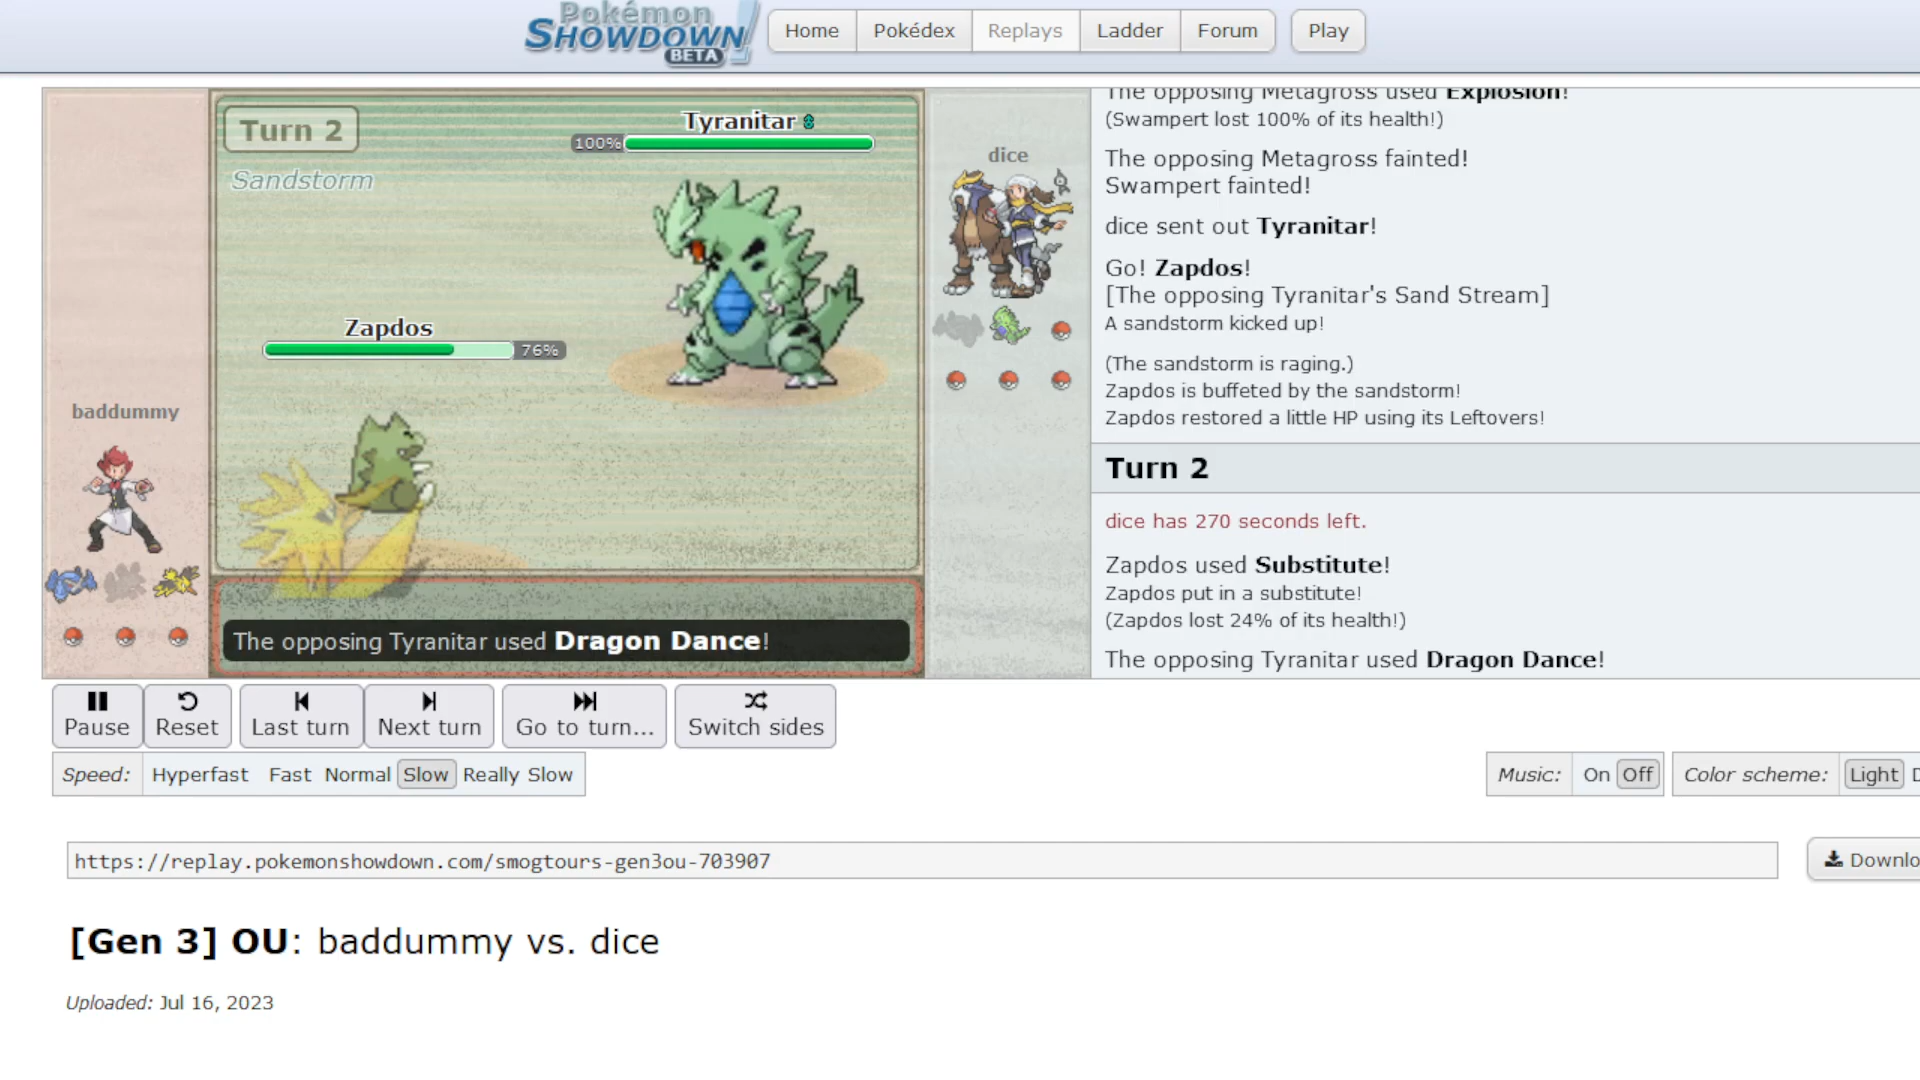 Pokémon
SHOWDOWN!
BETA
Home
Pokédex
Replays
Ladder
Forum
Play
Turn 2
Sandstorm
Tyranitar
100%
Zapdos
76%
baddummy
dice
The opposing Tyranitar used Dragon Dance!
The opposing Metagross used Explosion!
(Swampert lost 100% of its health!)
The opposing Metagross fainted!
Swampert fainted!
dice sent out Tyranitar!
Go! Zapdos!
[The opposing Tyranitar's Sand Stream]
A sandstorm kicked up!
(The sandstorm is raging.)
Zapdos is buffeted by the sandstorm!
Zapdos restored a little HP using its Leftovers!
Turn 2
dice has 270 seconds left.
Zapdos used Substitute!
Zapdos put in a substitute!
(Zapdos lost 24% of its health!)
The opposing Tyranitar used Dragon Dance!
Pause
Reset
Last turn
Next turn
Go to turn...
Switch sides
Speed: Hyperfast Fast Normal Slow Really Slow
Music: On Off
Color scheme: Light D
https://replay.pokemonshowdown.com/smogtours-gen3ou-703907
Downlo
[Gen 3] OU: baddummy vs. dice
Uploaded: Jul 16, 2023